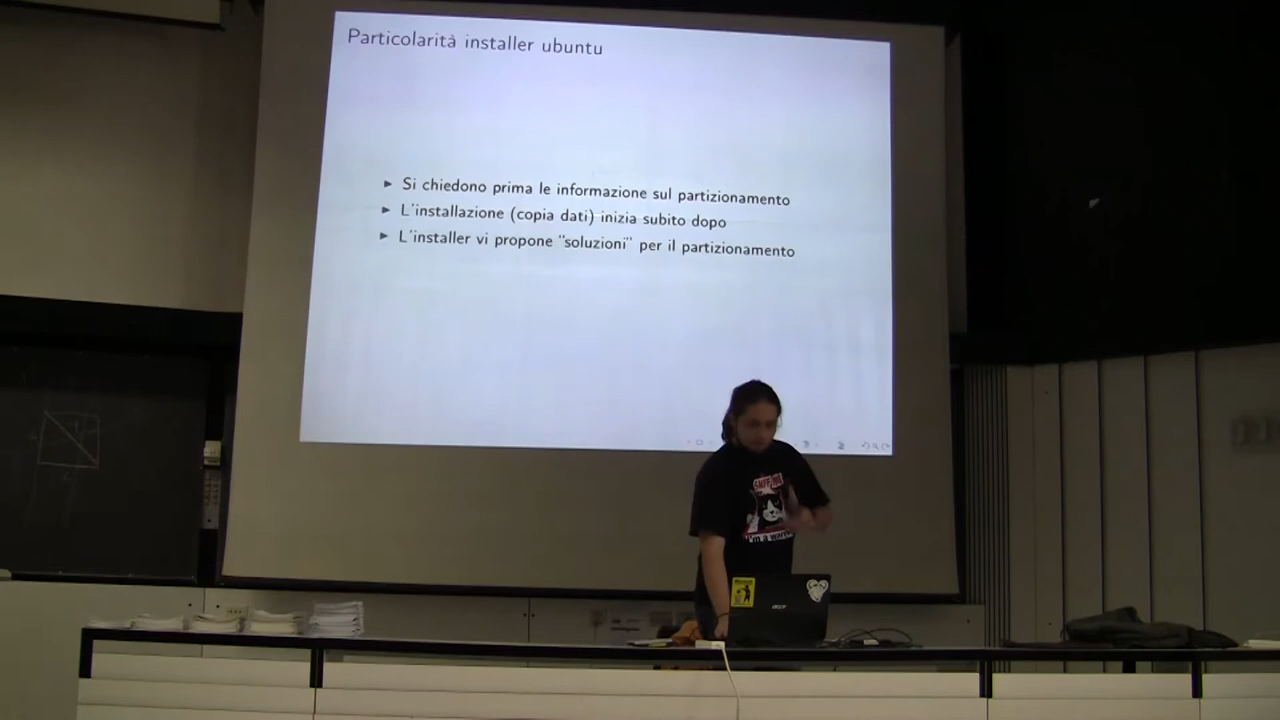 Particolarità installer ubuntu
► Si chiedono prima le informazione sul partizionamento
► L'installazione (copia dati) inizia subito dopo
► L'installer vi propone "soluzioni" per il partizionamento
I'm a
acer